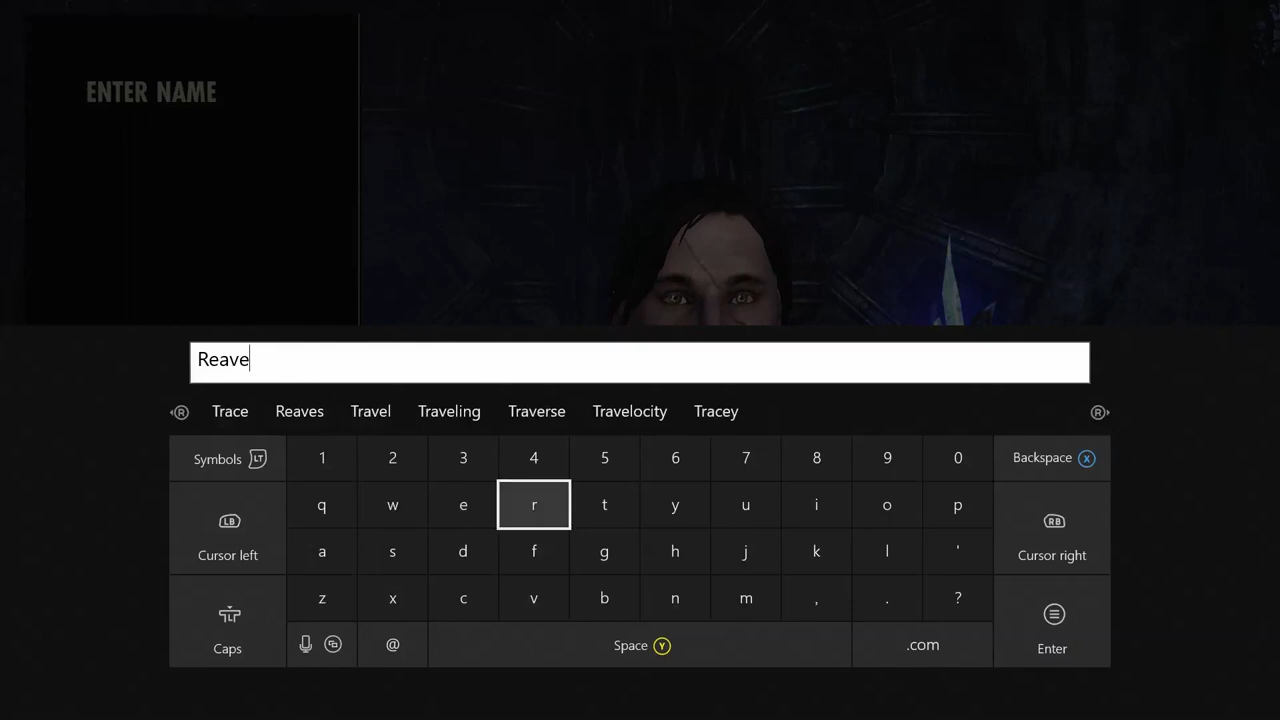 ENTER NAME
Reave
R Trace Reaves Travel Traveling Traverse Travelocity Tracey R
Symbols LT 1 2 3 4 5 6 7 8 9 0 Backspace X
q w e r t y u i o p
LB RB
Cursor left a s d f g h j k l ' Cursor right
z x c v b n m , . ?
Caps @ Space Y .com Enter